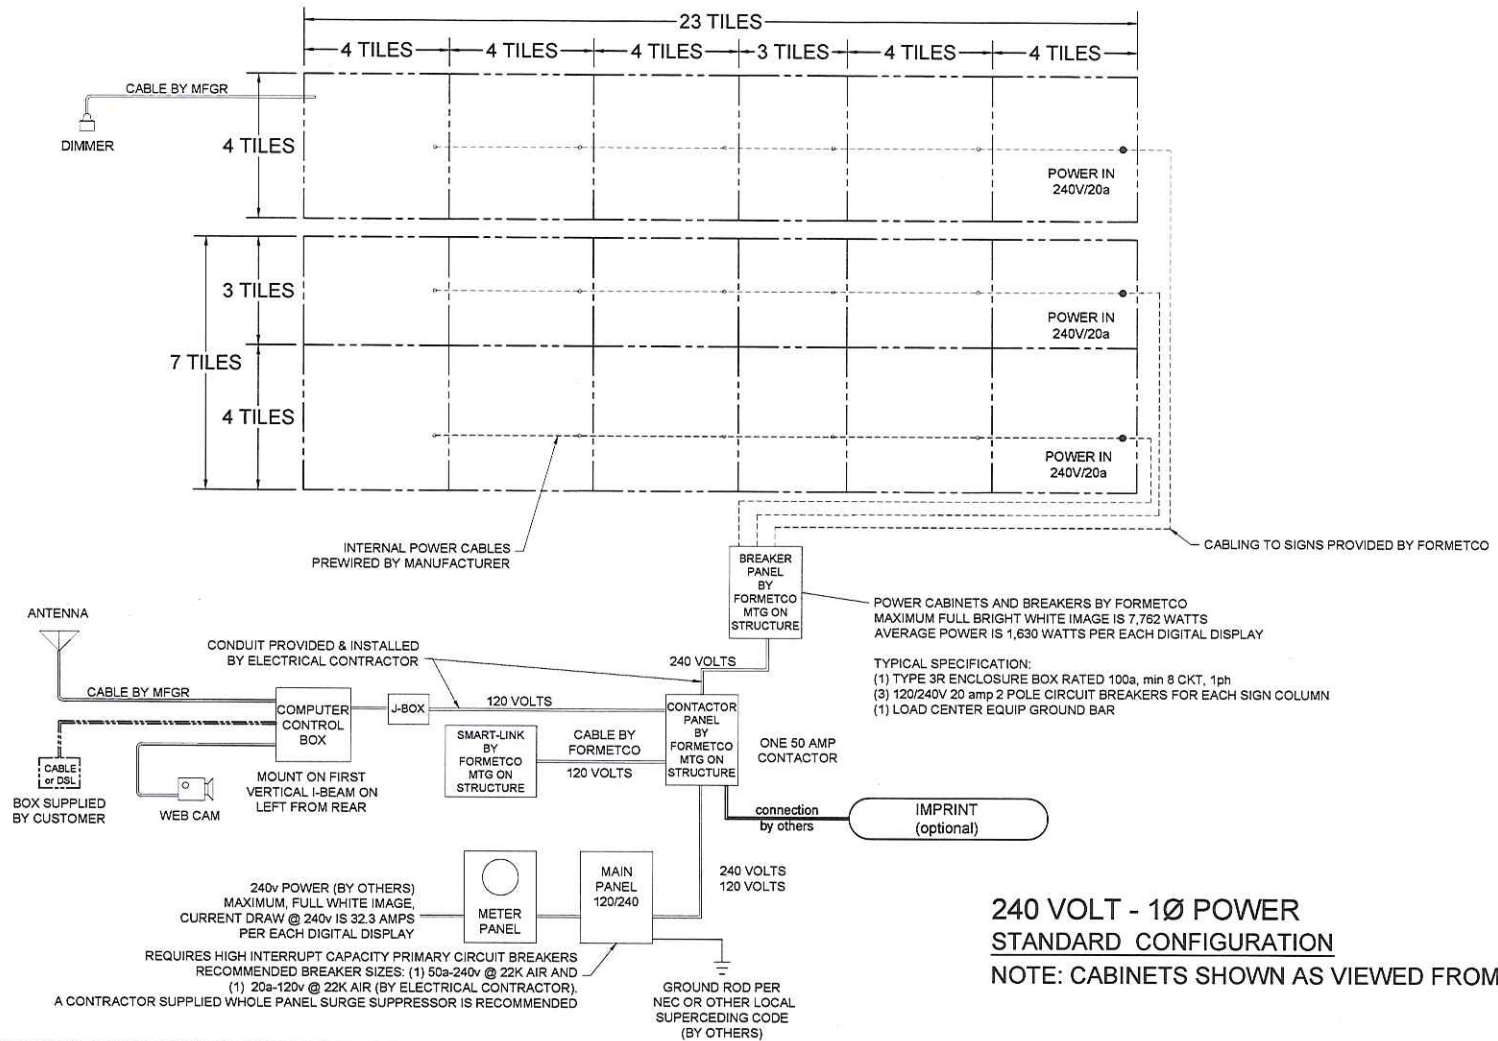 23 TILES
4 TILES
4 TILES
4 TILES
3 TILES
4 TILES
4 TILES
CABLE BY MFGR
DIMMER
4 TILES
POWER IN
240V/20a
3 TILES
POWER IN
240V/20a
7 TILES
4 TILES
POWER IN
240V/20a
INTERNAL POWER CABLES
PREWIRED BY MANUFACTURER
CABLING TO SIGNS PROVIDED BY FORMETCO
BREAKER
PANEL
BY
FORMETCO
MTG ON
STRUCTURE
POWER CABINETS AND BREAKERS BY FORMETCO
MAXIMUM FULL BRIGHT WHITE IMAGE IS 7,762 WATTS
AVERAGE POWER IS 1,630 WATTS PER EACH DIGITAL DISPLAY
TYPICAL SPECIFICATION:
(1) TYPE 3R ENCLOSURE BOX RATED 100a, min 8 CKT, 1ph
(3) 120/240V 20 amp 2 POLE CIRCUIT BREAKERS FOR EACH SIGN COLUMN
(1) LOAD CENTER EQUIP GROUND BAR
ANTENNA
CONDUIT PROVIDED & INSTALLED
BY ELECTRICAL CONTRACTOR
240 VOLTS
CABLE BY MFGR
COMPUTER
CONTROL
BOX
J-BOX
120 VOLTS
CONTACTOR
PANEL
BY
FORMETCO
MTG ON
STRUCTURE
SMART-LINK
BY
FORMETCO
MTG ON
STRUCTURE
CABLE BY
FORMETCO
120 VOLTS
ONE 50 AMP
CONTACTOR
CABLE
or DSL
BOX SUPPLIED
BY CUSTOMER
WEB CAM
MOUNT ON FIRST
VERTICAL I-BEAM ON
LEFT FROM REAR
connection
by others
IMPRINT
(optional)
240v POWER (BY OTHERS)
MAXIMUM, FULL WHITE IMAGE,
CURRENT DRAW @ 240v IS 32.3 AMPS
PER EACH DIGITAL DISPLAY
METER
PANEL
MAIN
PANEL
120/240
240 VOLTS
120 VOLTS
REQUIRES HIGH INTERRUPT CAPACITY PRIMARY CIRCUIT BREAKERS
RECOMMENDED BREAKER SIZES: (1) 50a-240v @ 22K AIR AND
(1) 20a-120v @ 22K AIR (BY ELECTRICAL CONTRACTOR).
A CONTRACTOR SUPPLIED WHOLE PANEL SURGE SUPPRESSOR IS RECOMMENDED
GROUND ROD PER
NEC OR OTHER LOCAL
SUPERCEDING CODE
(BY OTHERS)
240 VOLT - 1Ø POWER
STANDARD CONFIGURATION
NOTE: CABINETS SHOWN AS VIEWED FROM